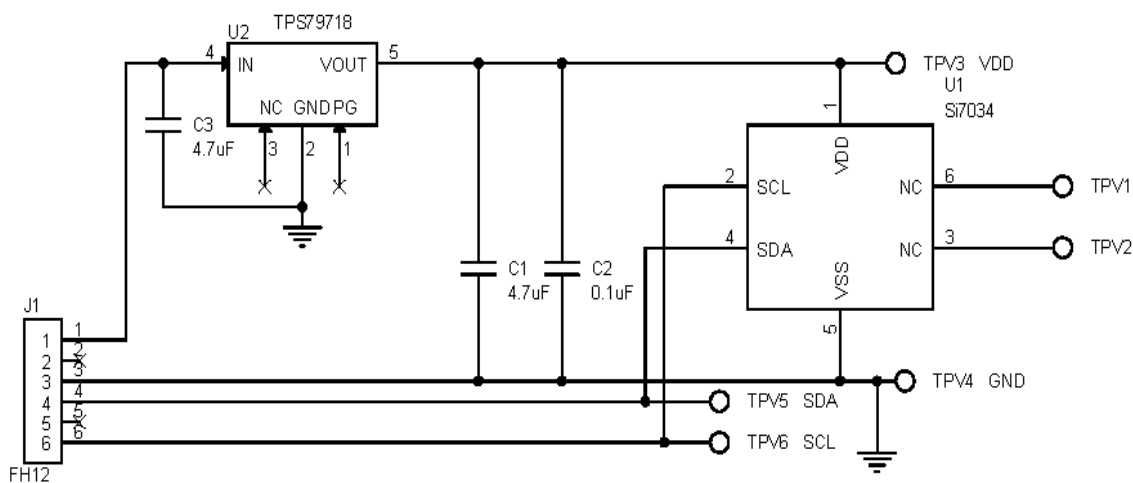 TPS79718
U2
4
IN
VOUT
5
NC GND PG
3
2
1
C3
4.7uF
TPV3 VDD
U1
Si7034
1
VDD
2
SCL
NC
6
TPV1
4
SDA
NC
3
TPV2
VSS
5
C1
4.7uF
C2
0.1uF
J1
1 1
2 2
3 3
4 4
5 5
6 6
FH12
TPV4 GND
TPV5 SDA
TPV6 SCL